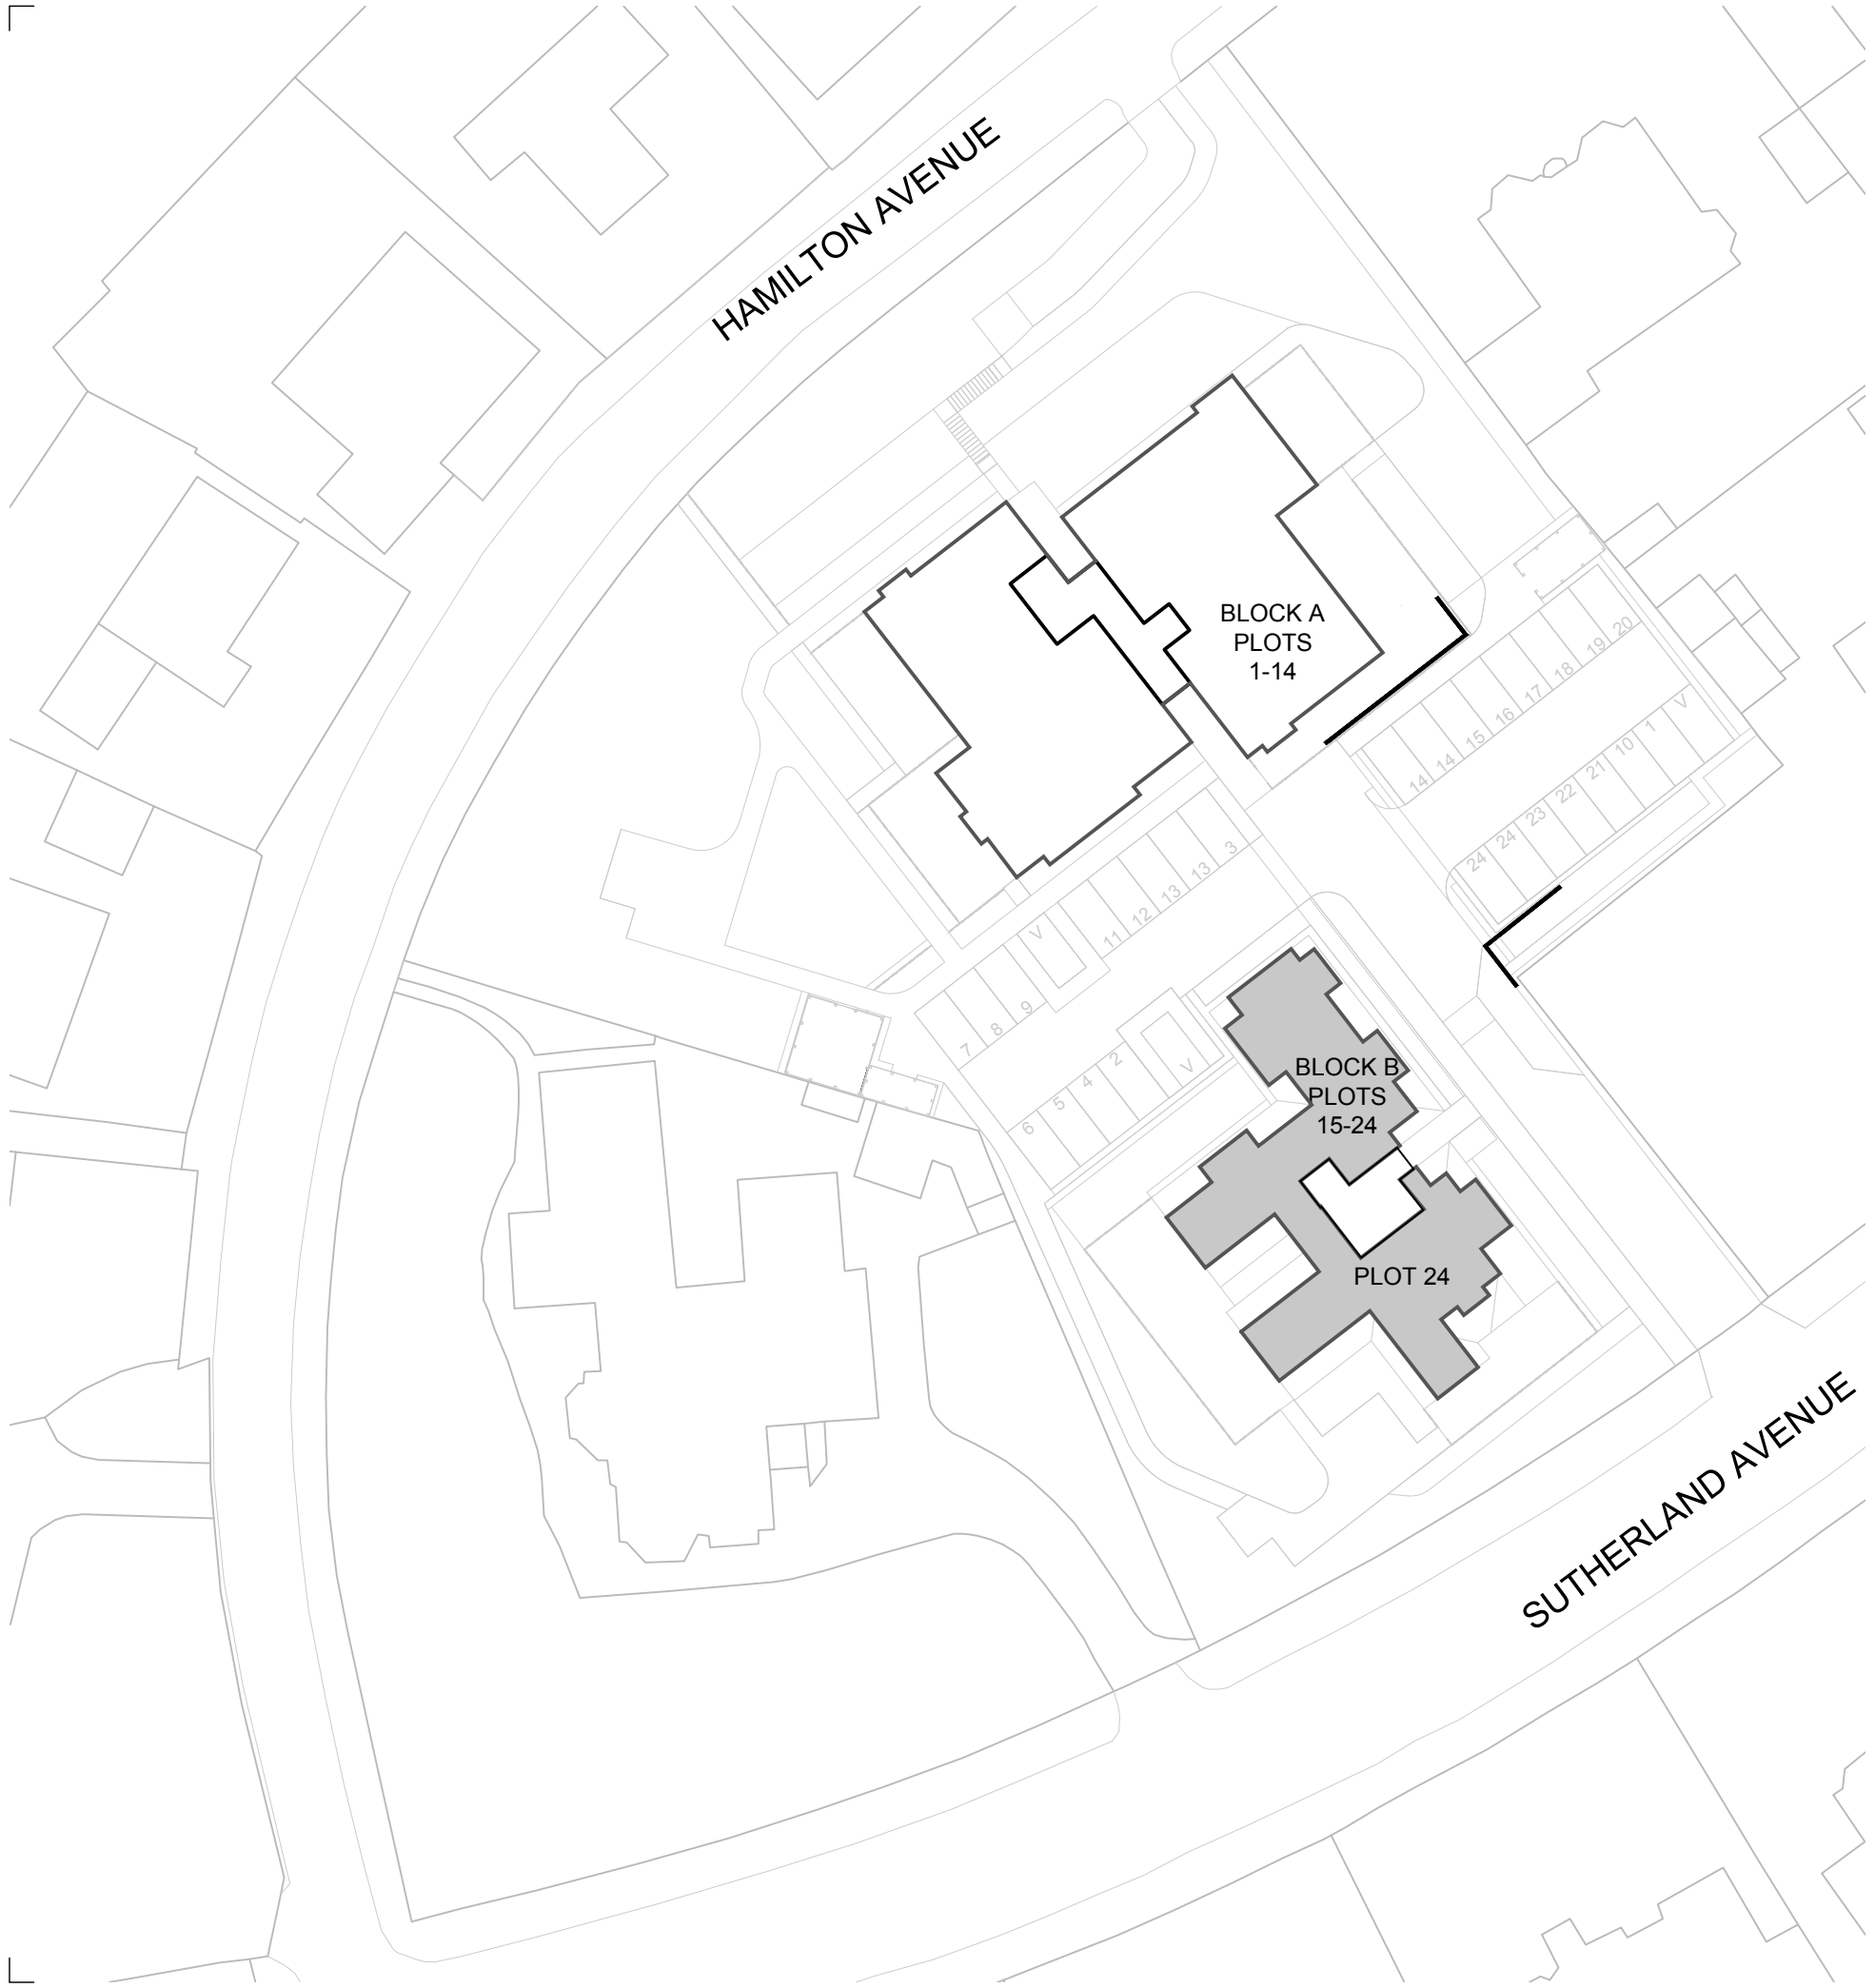 HAMILTON AVENUE
BLOCK A
PLOTS
1-14
14 14 15 16 17 18 19 20
24 24 23 22 21 10 1 V
7 8 9 V 11 12 13 13 3
6 5 4 2 V
BLOCK B
PLOTS
15-24
PLOT 24
SUTHERLAND AVENUE